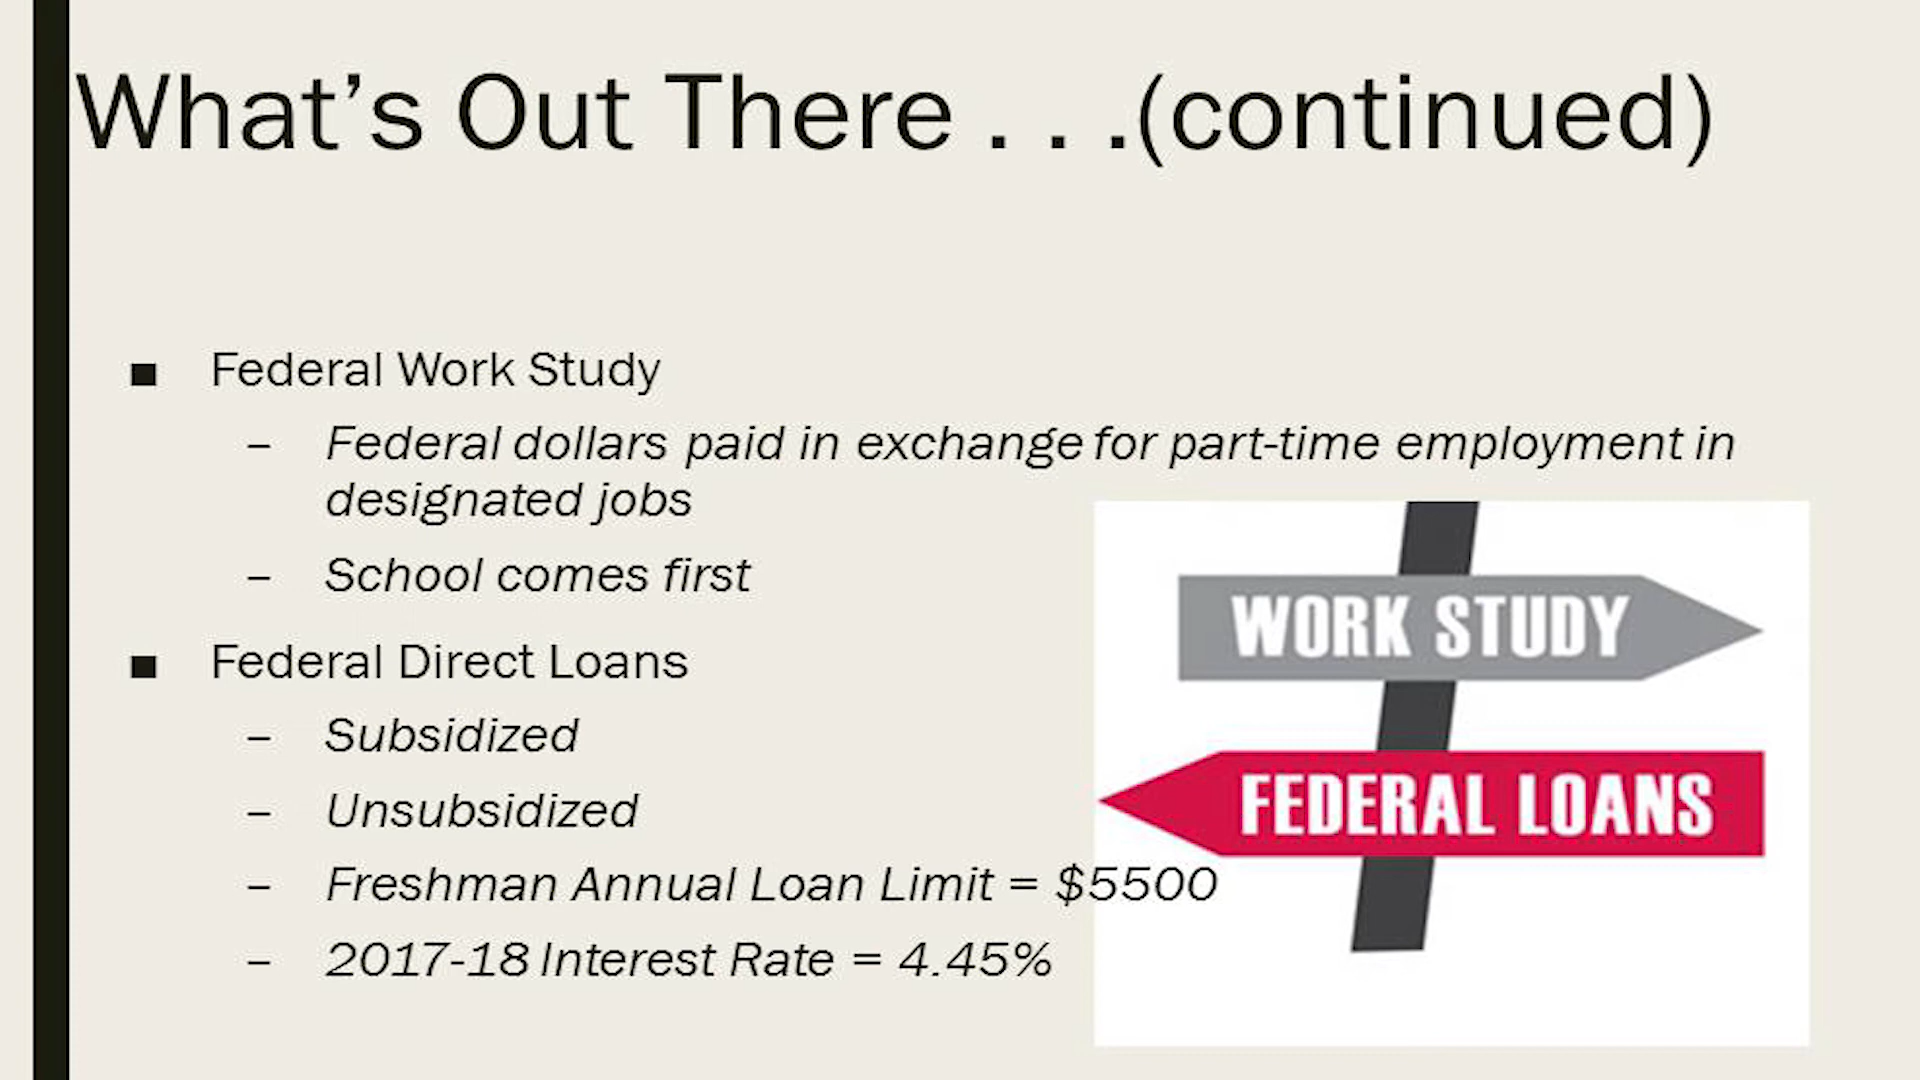 What’s Out There . . .(continued)
■ Federal Work Study
– Federal dollars paid in exchange for part-time employment in
designated jobs
– School comes first
■ Federal Direct Loans
– Subsidized
– Unsubsidized
– Freshman Annual Loan Limit = $5500
– 2017-18 Interest Rate = 4.45%
WORK STUDY
FEDERAL LOANS